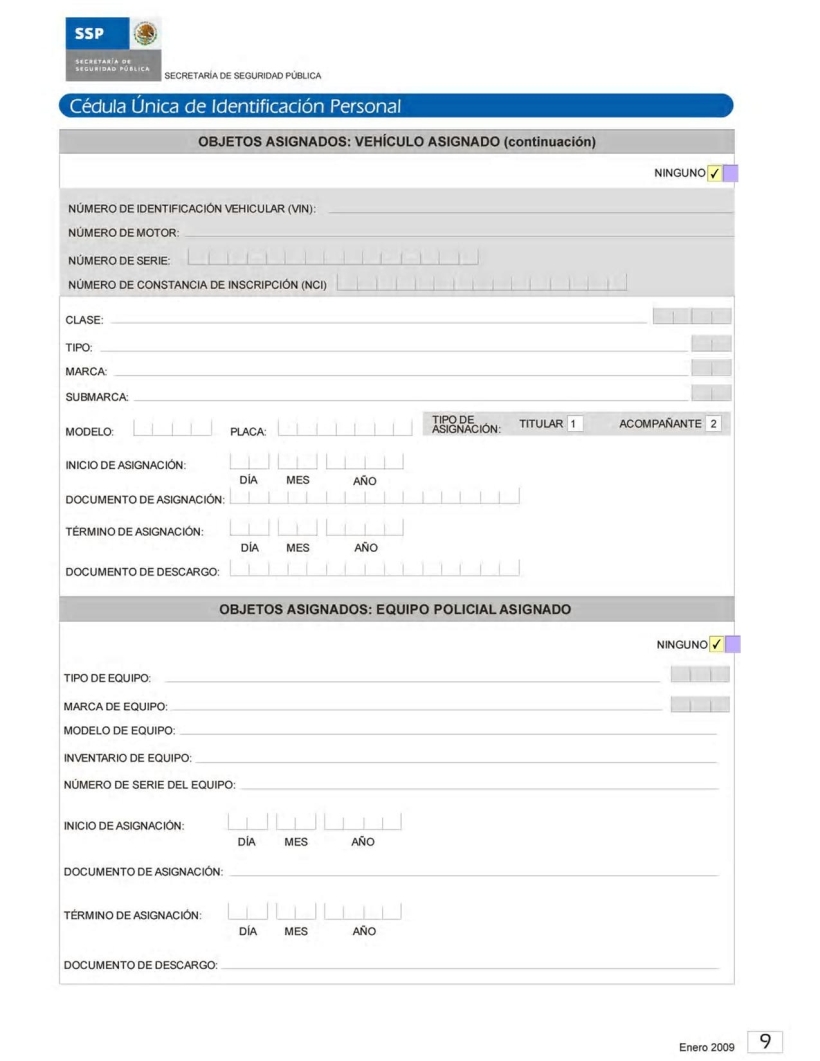 SSP
SECRETARÍA DE
SEGURIDAD PÚBLICA
SECRETARÍA DE SEGURIDAD PÚBLICA
Cédula Única de Identificación Personal
OBJETOS ASIGNADOS: VEHÍCULO ASIGNADO (continuación)
NINGUNO ✓
NÚMERO DE IDENTIFICACIÓN VEHICULAR (VIN):
NÚMERO DE MOTOR:
NÚMERO DE SERIE:
NÚMERO DE CONSTANCIA DE INSCRIPCIÓN (NCI)
CLASE:
TIPO:
MARCA:
SUBMARCA:
MODELO: PLACA: TIPO DE ASIGNACIÓN: TITULAR 1 ACOMPAÑANTE 2
INICIO DE ASIGNACIÓN:
DÍA MES AÑO
DOCUMENTO DE ASIGNACIÓN:
TÉRMINO DE ASIGNACIÓN:
DÍA MES AÑO
DOCUMENTO DE DESCARGO:
OBJETOS ASIGNADOS: EQUIPO POLICIAL ASIGNADO
NINGUNO ✓
TIPO DE EQUIPO:
MARCA DE EQUIPO:
MODELO DE EQUIPO:
INVENTARIO DE EQUIPO:
NÚMERO DE SERIE DEL EQUIPO:
INICIO DE ASIGNACIÓN:
DÍA MES AÑO
DOCUMENTO DE ASIGNACIÓN:
TÉRMINO DE ASIGNACIÓN:
DÍA MES AÑO
DOCUMENTO DE DESCARGO:
Enero 2009 9